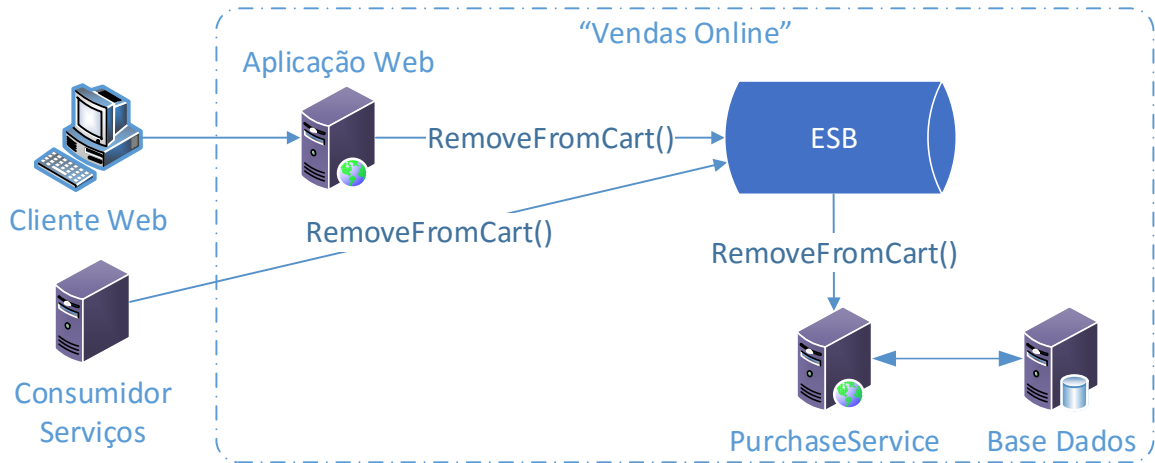 “Vendas Online”
Aplicação Web
RemoveFromCart()
ESB
Cliente Web
RemoveFromCart()
RemoveFromCart()
Consumidor
Serviços
PurchaseService
Base Dados